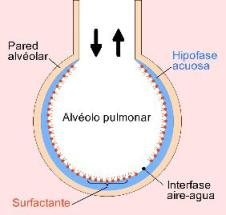 Pared
alvéolar
Hipofase
acuosa
Alvéolo pulmonar
Interfase
aire-agua
Surfactante